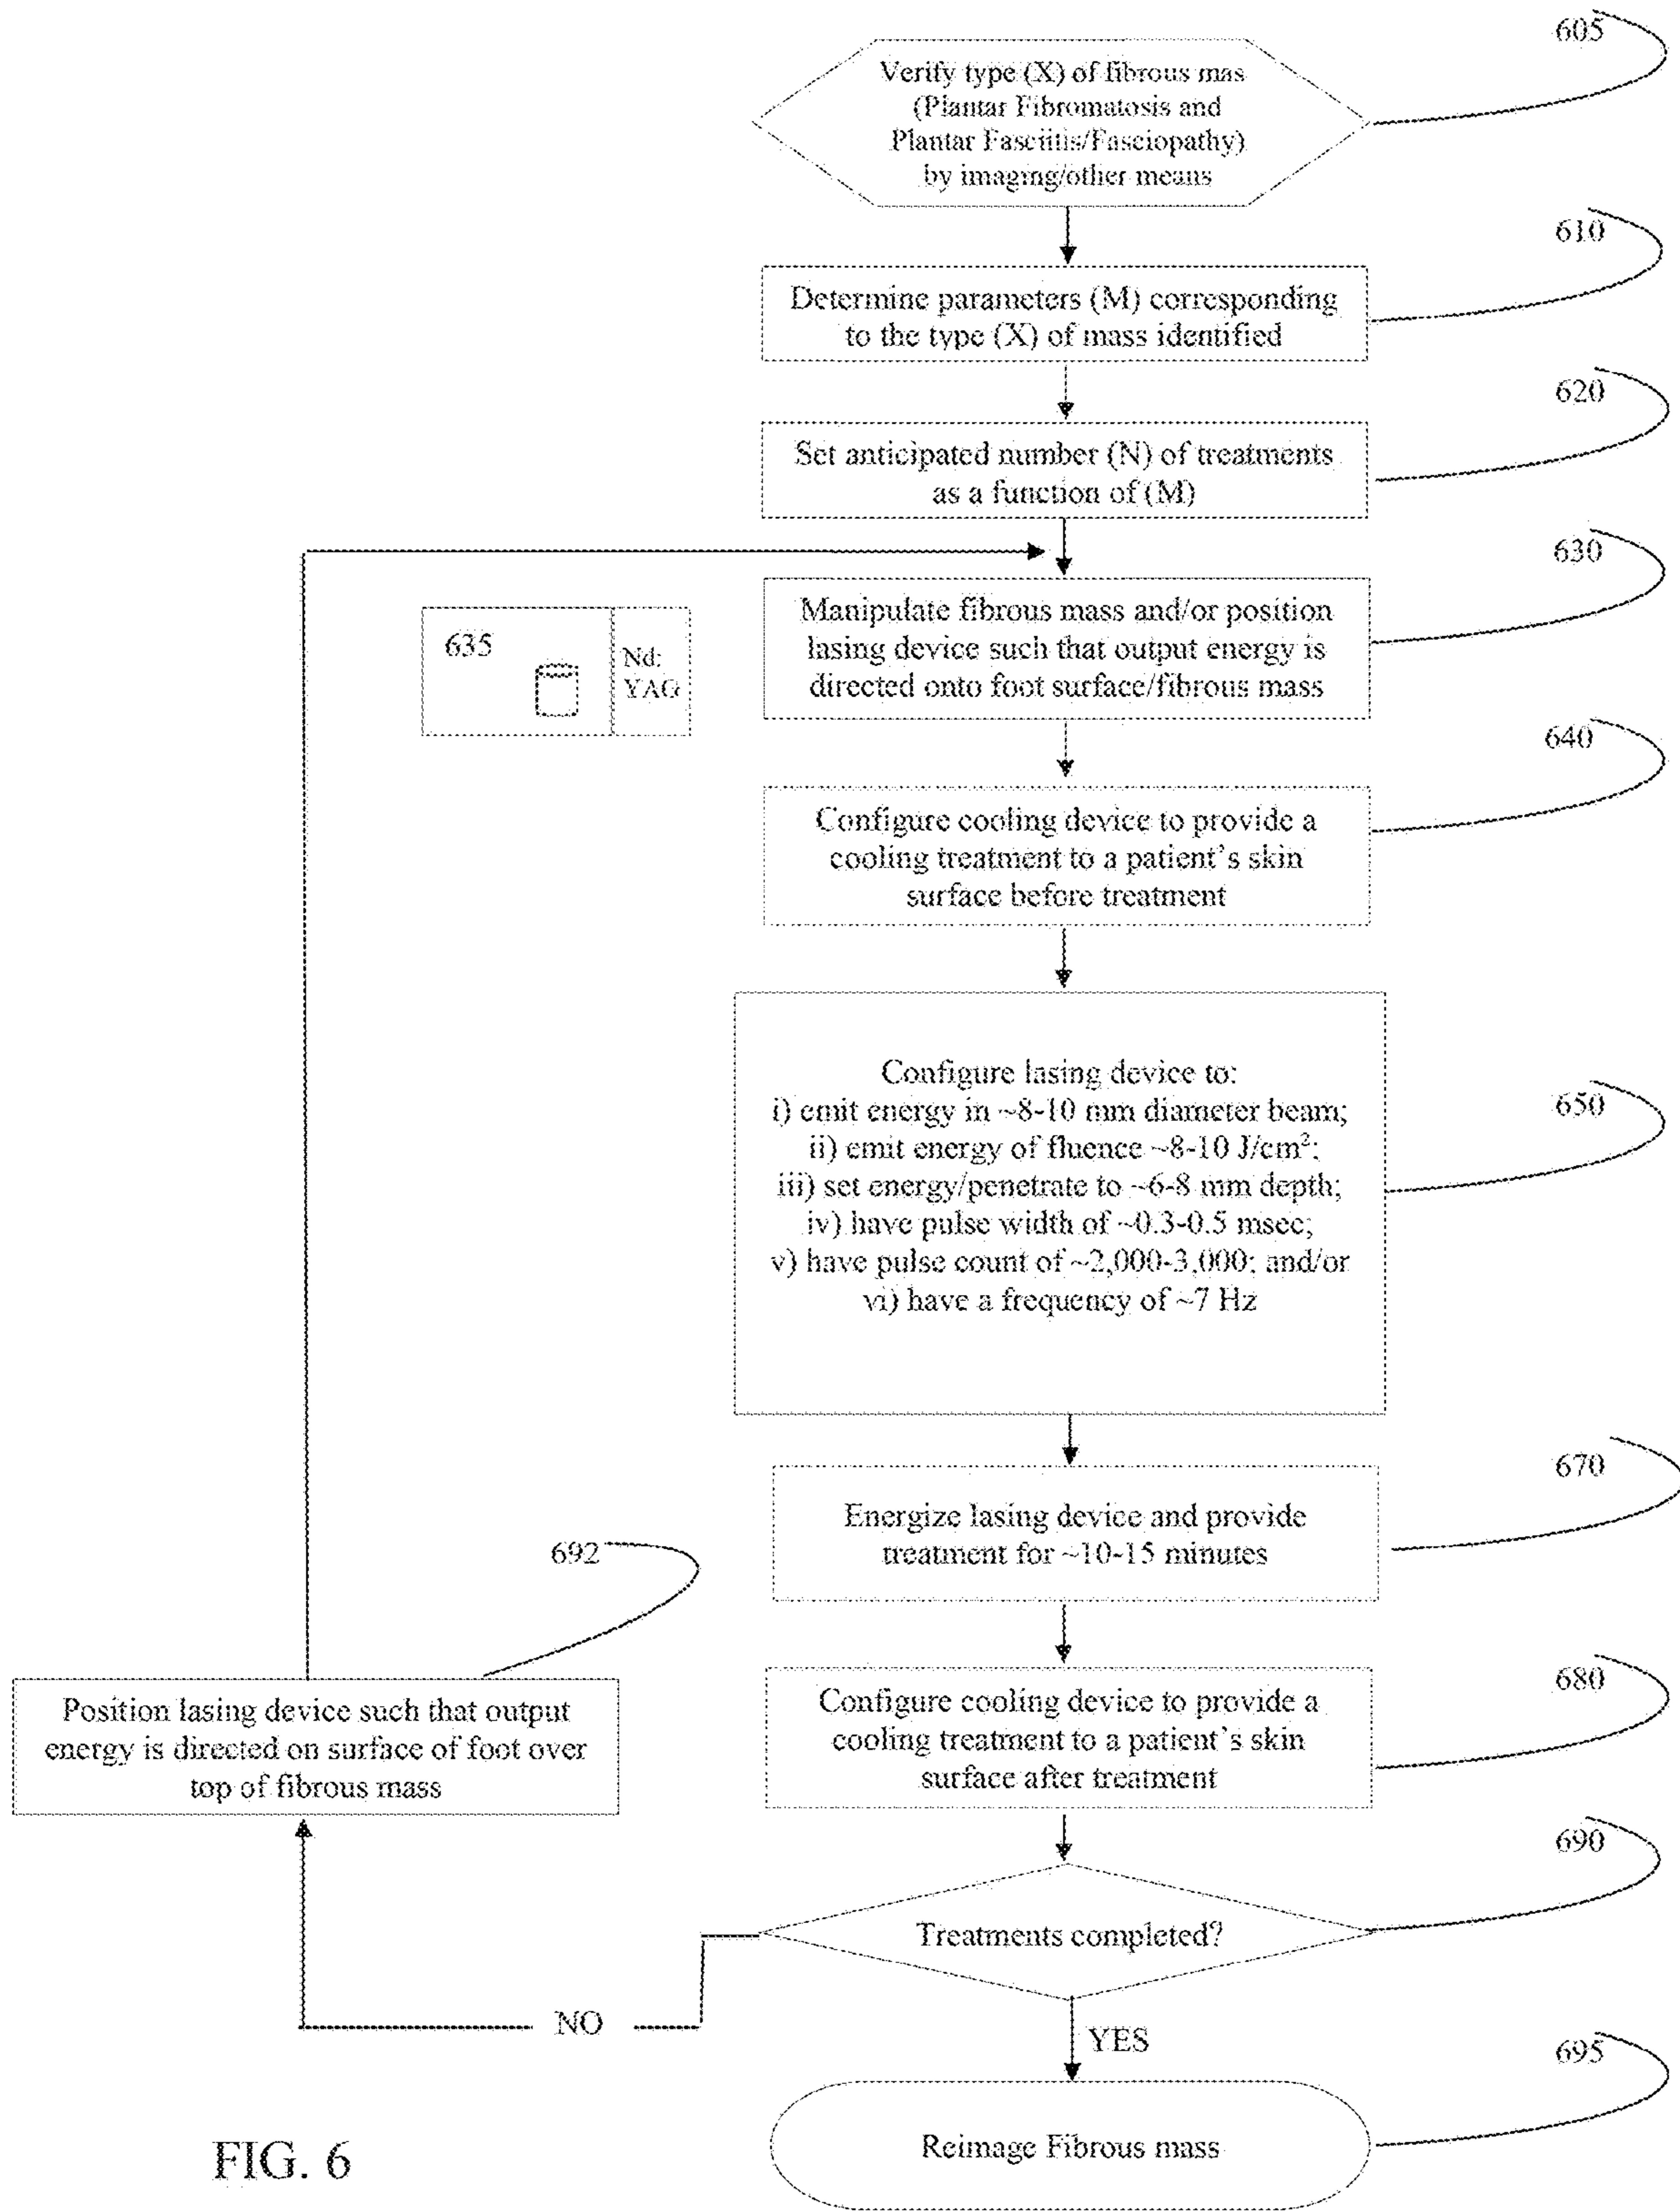 605
Verify type (X) of fibrous mas
(Plantar Fibromatosis and
Plantar Fasciitis/Fasciopathy)
by imaging/other means
610
Determine parameters (M) corresponding
to the type (X) of mass identified
620
Set anticipated number (N) of treatments
as a function of (M)
630
Manipulate fibrous mass and/or position
lasing device such that output energy is
directed onto foot surface/fibrous mass
635
Nd:
YAG
640
Configure cooling device to provide a
cooling treatment to a patient's skin
surface before treatment
650
Configure lasing device to:
i) emit energy in ~8-10 mm diameter beam;
ii) emit energy of fluence ~8-10 J/cm²;
iii) set energy/penetrate to ~6-8 mm depth;
iv) have pulse width of ~0.3-0.5 msec;
v) have pulse count of ~2,000-3,000; and/or
vi) have a frequency of ~7 Hz
670
Energize lasing device and provide
treatment for ~10-15 minutes
692
Position lasing device such that output
energy is directed on surface of foot over
top of fibrous mass
680
Configure cooling device to provide a
cooling treatment to a patient's skin
surface after treatment
690
Treatments completed?
NO
YES
695
Reimage Fibrous mass
FIG. 6